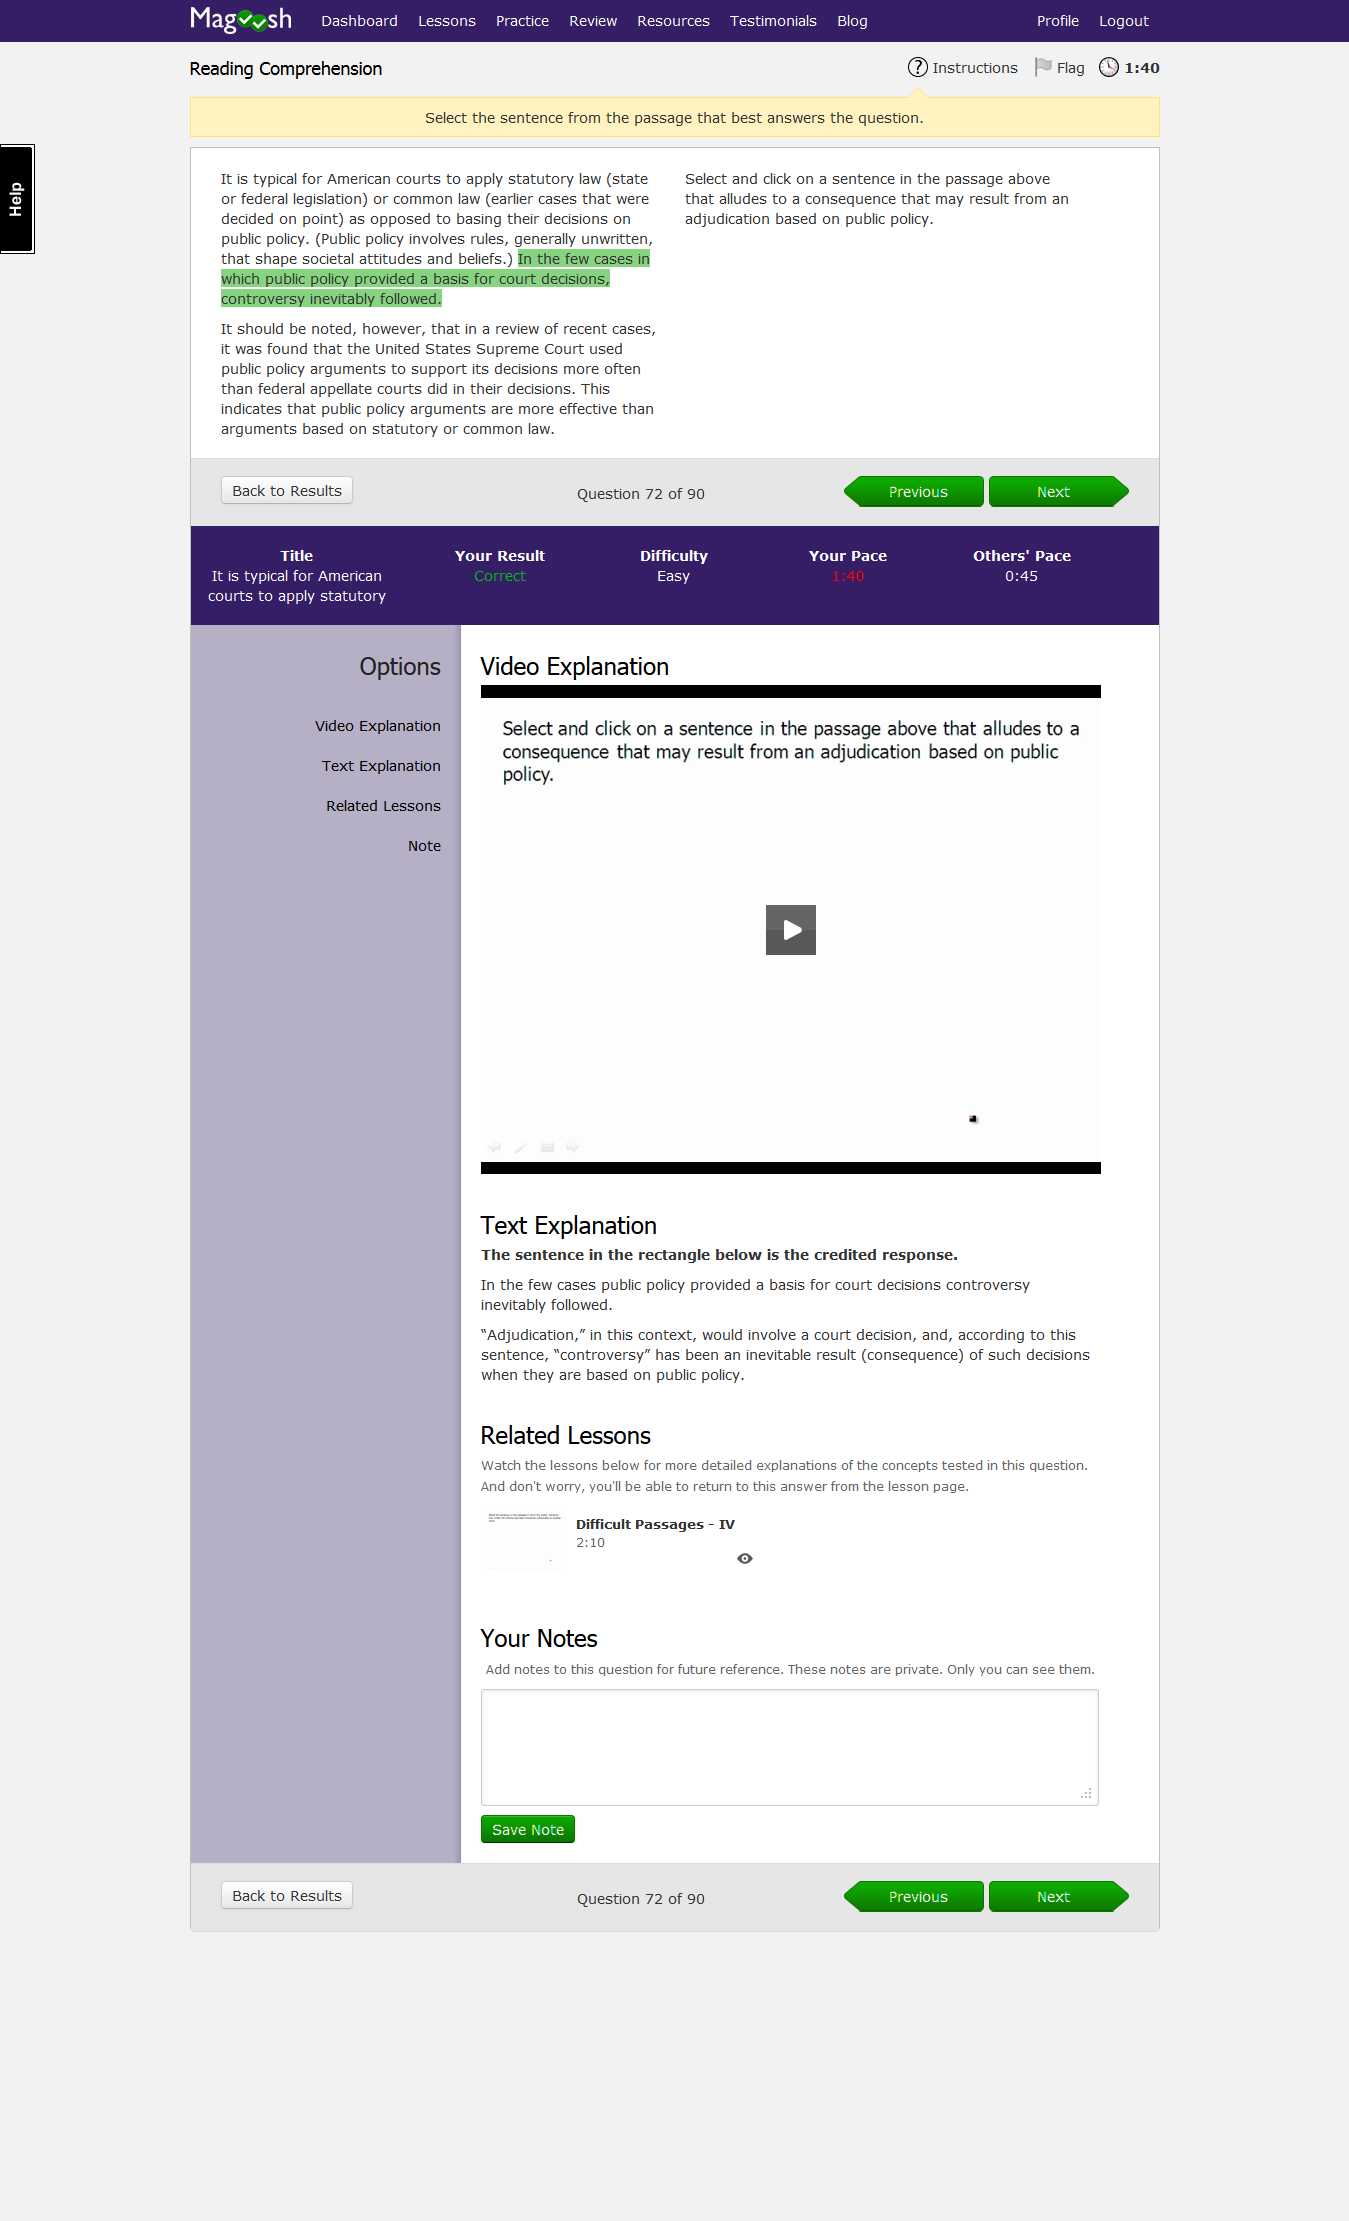 Magoosh Dashboard Lessons Practice Review Resources Testimonials Blog Profile Logout
Reading Comprehension
Instructions Flag 1:40
Select the sentence from the passage that best answers the question.
Help
It is typical for American courts to apply statutory law (state
or federal legislation) or common law (earlier cases that were
decided on point) as opposed to basing their decisions on
public policy. (Public policy involves rules, generally unwritten,
that shape societal attitudes and beliefs.) In the few cases in
which public policy provided a basis for court decisions,
controversy inevitably followed.
It should be noted, however, that in a review of recent cases,
it was found that the United States Supreme Court used
public policy arguments to support its decisions more often
than federal appellate courts did in their decisions. This
indicates that public policy arguments are more effective than
arguments based on statutory or common law.
Select and click on a sentence in the passage above
that alludes to a consequence that may result from an
adjudication based on public policy.
Back to Results
Question 72 of 90
Previous
Next
Title
It is typical for American
courts to apply statutory
Your Result
Correct
Difficulty
Easy
Your Pace
1:40
Others' Pace
0:45
Options
Video Explanation
Text Explanation
Related Lessons
Note
Video Explanation
Select and click on a sentence in the passage above that alludes to a
consequence that may result from an adjudication based on public
policy.
Text Explanation
The sentence in the rectangle below is the credited response.
In the few cases public policy provided a basis for court decisions controversy
inevitably followed.
“Adjudication,” in this context, would involve a court decision, and, according to this
sentence, “controversy” has been an inevitable result (consequence) of such decisions
when they are based on public policy.
Related Lessons
Watch the lessons below for more detailed explanations of the concepts tested in this question.
And don't worry, you'll be able to return to this answer from the lesson page.
Difficult Passages - IV
2:10
Your Notes
Add notes to this question for future reference. These notes are private. Only you can see them.
Save Note
Back to Results
Question 72 of 90
Previous
Next